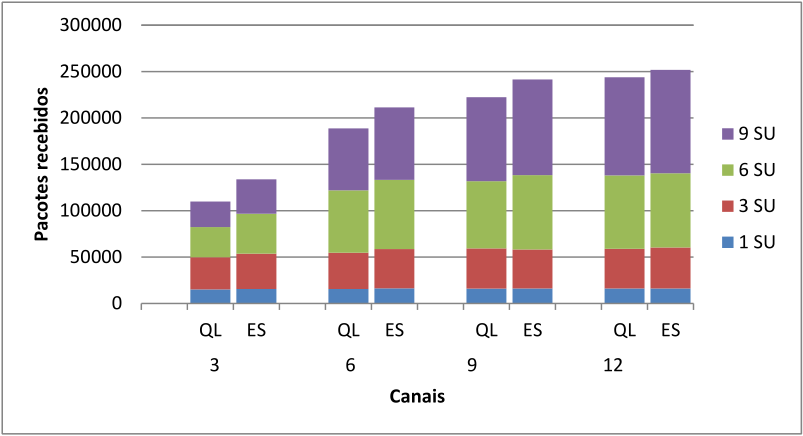 Pacotes recebidos
300000
250000
200000
150000
100000
50000
0
QL ES QL ES QL ES QL ES
3 6 9 12
Canais
9 SU
6 SU
3 SU
1 SU